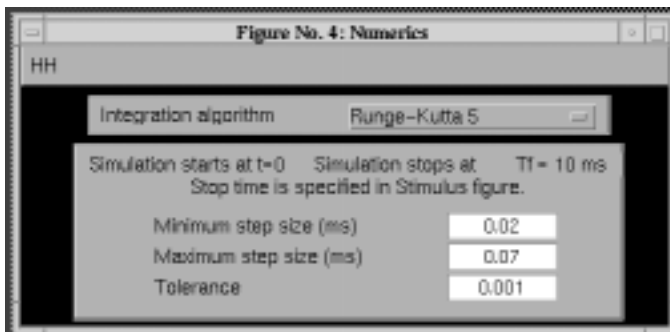 Figure No. 4: Numerics
HH
Integration algorithm Runge-Kutta 5
Simulation starts at t=0 Simulation stops at Tf = 10 ms
Stop time is specified in Stimulus figure.
Minimum step size (ms) 0.02
Maximum step size (ms) 0.07
Tolerance 0.001